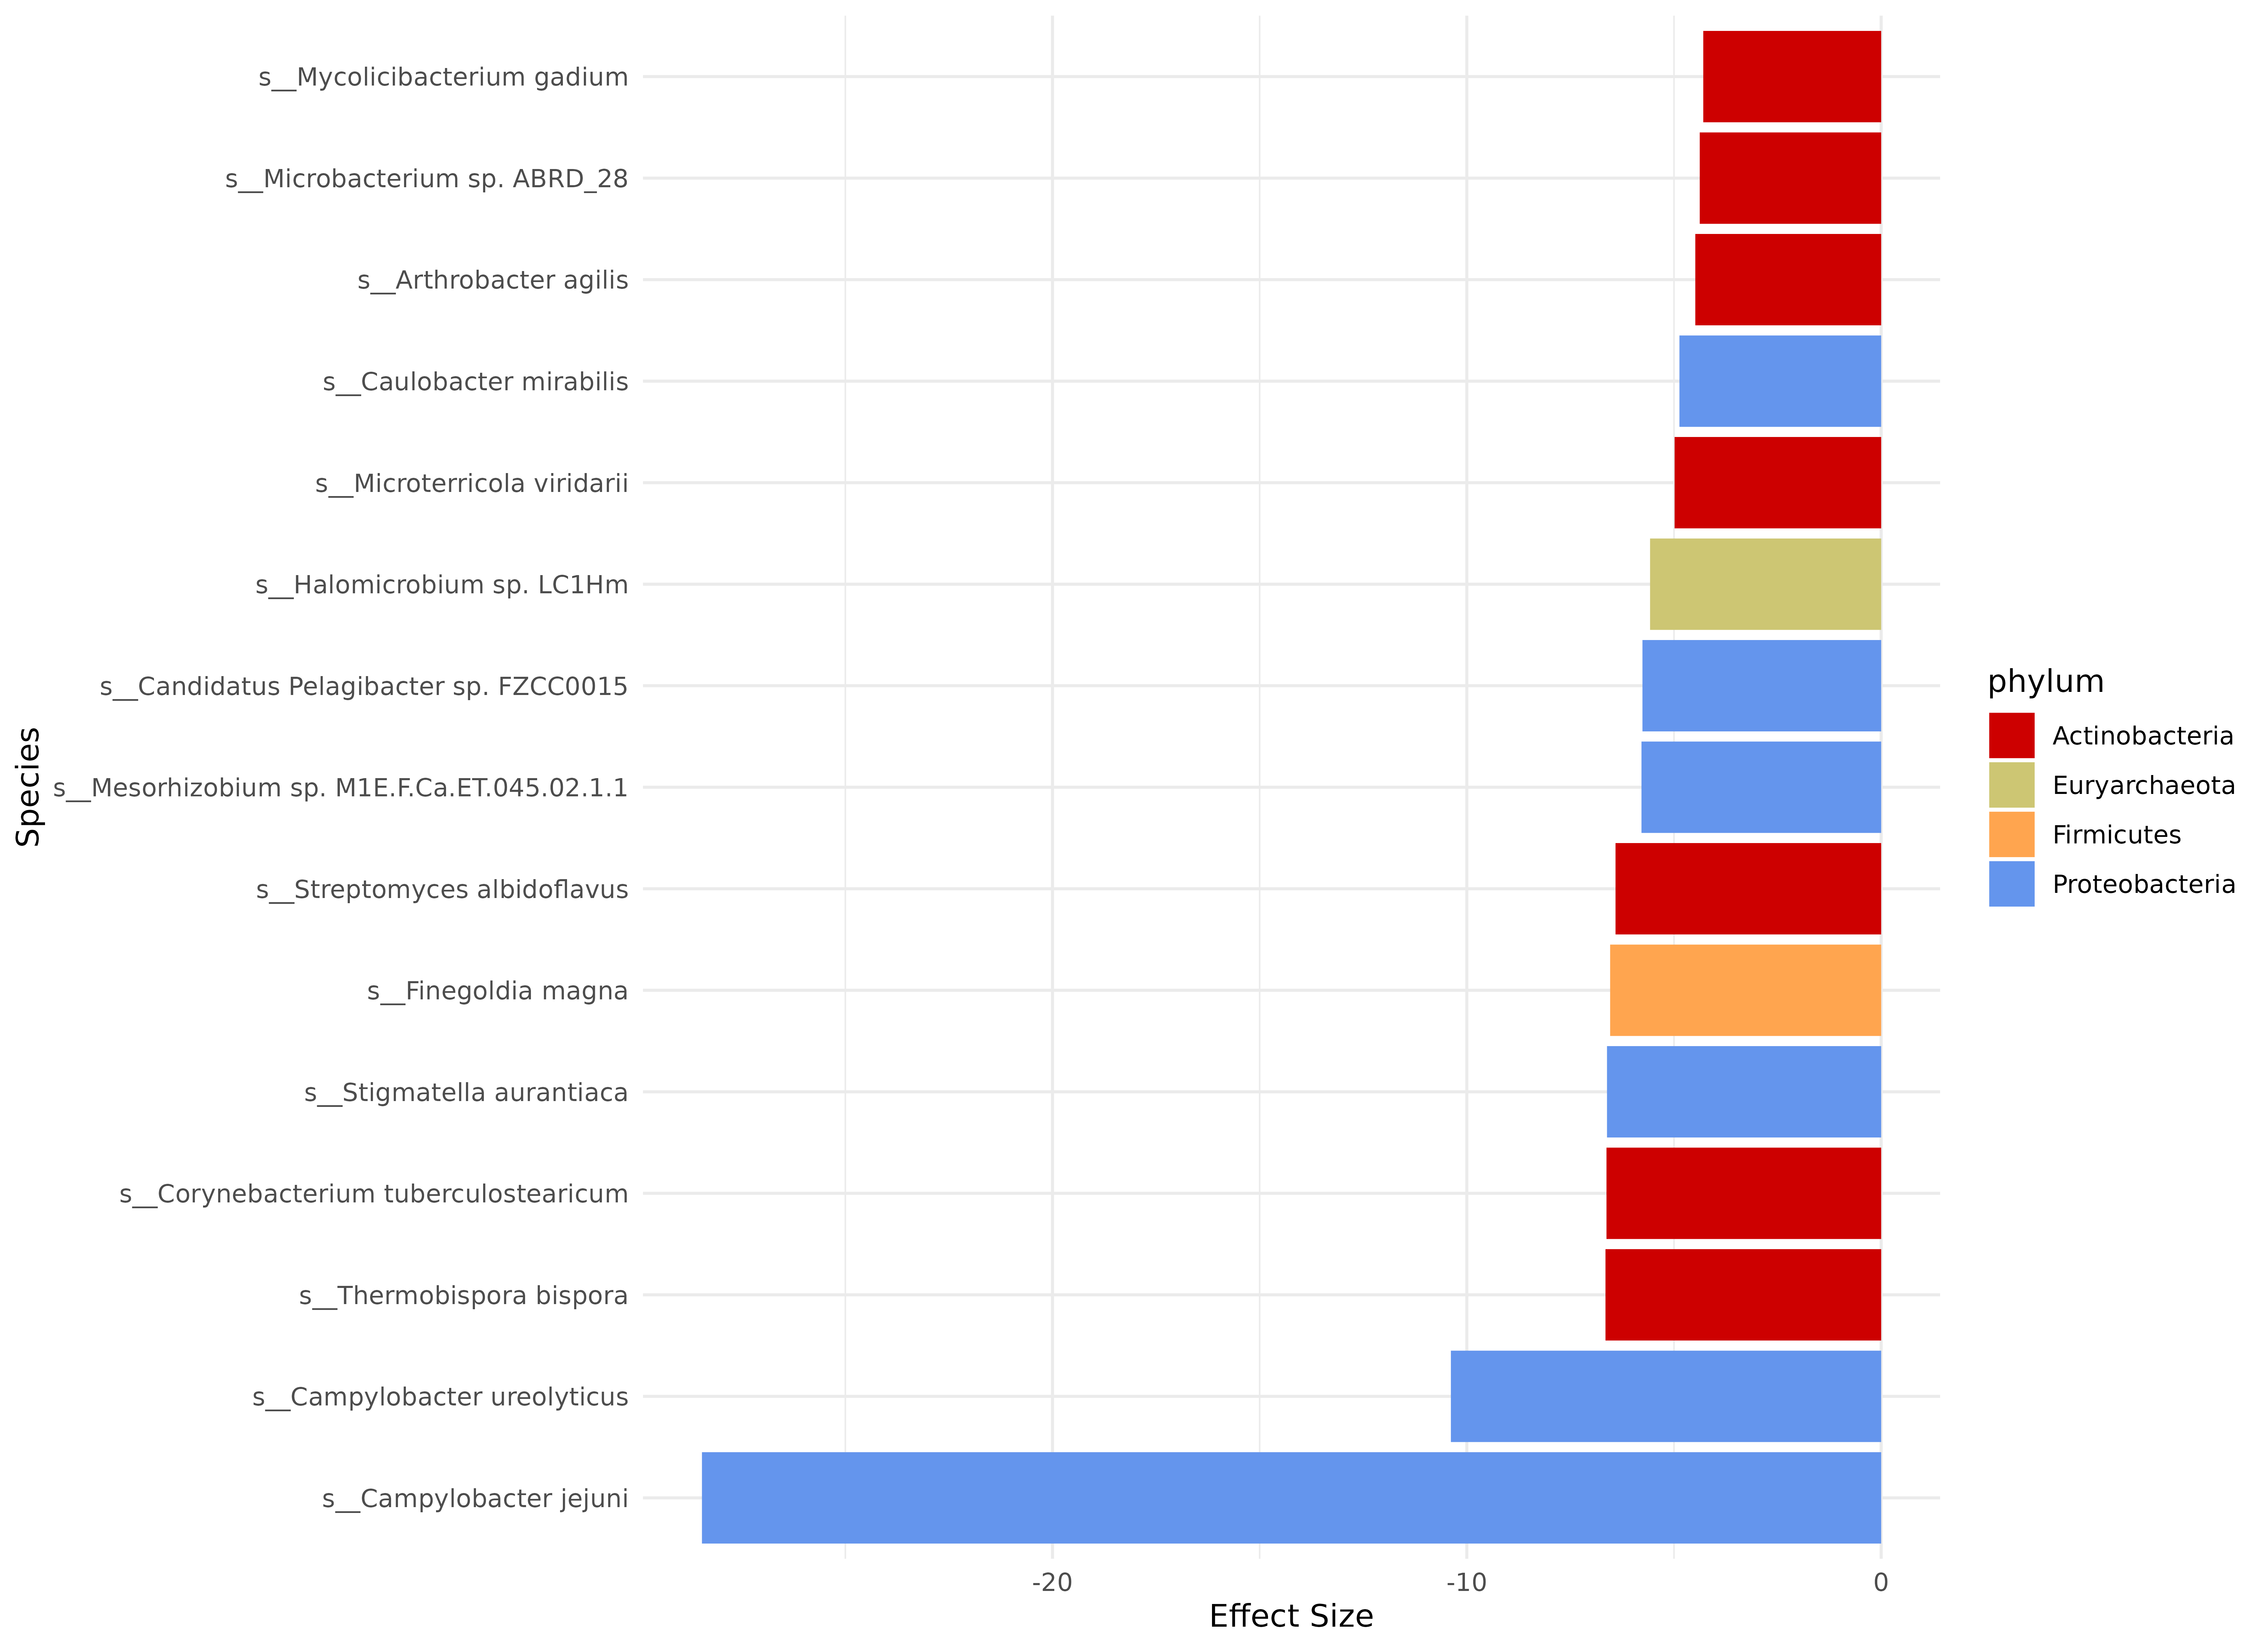 s__Mycolicibacterium gadium
s__Microbacterium sp. ABRD_28
s__Arthrobacter agilis
s__Caulobacter mirabilis
s__Microterricola viridarii
s__Halomicrobium sp. LC1Hm
s__Candidatus Pelagibacter sp. FZCC0015
s__Mesorhizobium sp. M1E.F.Ca.ET.045.02.1.1
s__Streptomyces albidoflavus
s__Finegoldia magna
s__Stigmatella aurantiaca
s__Corynebacterium tuberculostearicum
s__Thermobispora bispora
s__Campylobacter ureolyticus
s__Campylobacter jejuni
Species
-20 -10 0
Effect Size
phylum
Actinobacteria
Euryarchaeota
Firmicutes
Proteobacteria